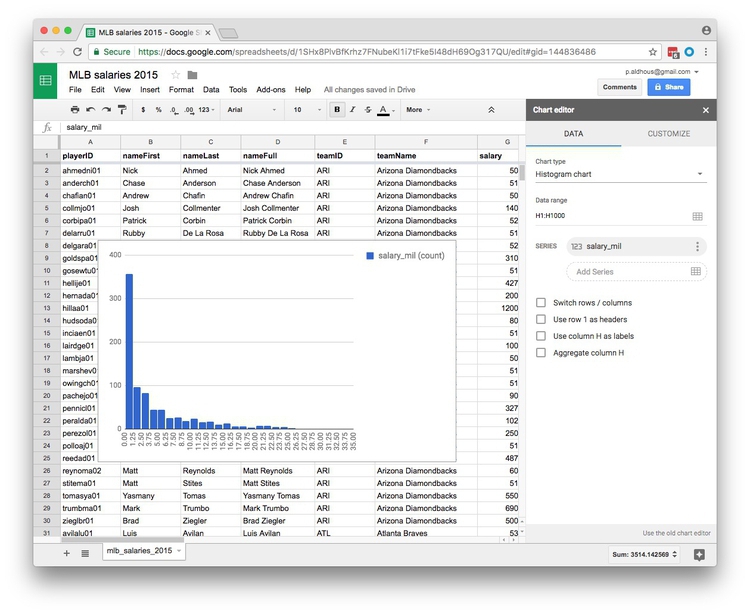 MLB salaries 2015 - Google S
Secure https://docs.google.com/spreadsheets/d/1SHx8PlvBfKrhz7FNubeKl1i7tFke5l48dH69Og317QU/edit#gid=144836486
MLB salaries 2015
p.aldhous@gmail.com
File Edit View Insert Format Data Tools Add-ons Help All changes saved in Drive
Comments Share
$ % .0 .00 123 Arial 10 B I S A More
fx salary_mil
A B C D E F G
1 playerID nameFirst nameLast nameFull teamID teamName salary
2 ahmedni01 Nick Ahmed Nick Ahmed ARI Arizona Diamondbacks 50
3 anderch01 Chase Anderson Chase Anderson ARI Arizona Diamondbacks 51
4 chafian01 Andrew Chafin Andrew Chafin ARI Arizona Diamondbacks 50
5 collmjo01 Josh Collmenter Josh Collmenter ARI Arizona Diamondbacks 140
6 corbipa01 Patrick Corbin Patrick Corbin ARI Arizona Diamondbacks 52
7 delarru01 Rubby De La Rosa Rubby De La Rosa ARI Arizona Diamondbacks 51
8 delgara01 52
9 goldspa01 310
10 gosewtu01 51
11 hellije01 427
12 hernada01 200
13 hillaa01 1200
14 hudsoda01 80
15 inciaen01 51
16 lairdge01 100
17 lambja01 50
18 marshev01 51
19 owingch01 51
20 pachejo01 90
21 pennicl01 327
22 peralda01 102
23 perezol01 250
24 polloaj01 51
25 reedad01 487
26 reynoma02 Matt Reynolds Matt Reynolds ARI Arizona Diamondbacks 60
27 stitema01 Matt Stites Matt Stites ARI Arizona Diamondbacks 51
28 tomasya01 Yasmany Tomas Yasmany Tomas ARI Arizona Diamondbacks 550
29 trumbma01 Mark Trumbo Mark Trumbo ARI Arizona Diamondbacks 690
30 zieglbr01 Brad Ziegler Brad Ziegler ARI Arizona Diamondbacks 500
31 avilalu01 Luis Avilan Luis Avilan ATL Atlanta Braves 53
salary_mil (count)
400
300
200
100
0
0.00 1.25 2.50 3.75 5.00 6.25 7.50 8.75 10.00 11.25 12.50 13.75 15.00 16.25 17.50 18.75 20.00 21.25 22.50 23.75 25.00 26.25 27.50 28.75 30.00 31.25 32.50 33.75 35.00
Chart editor
DATA CUSTOMIZE
Chart type
Histogram chart
Data range
H1:H1000
SERIES 123 salary_mil
Add Series
Switch rows / columns
Use row 1 as headers
Use column H as labels
Aggregate column H
Use the old chart editor
mlb_salaries_2015
Sum: 3514.142569